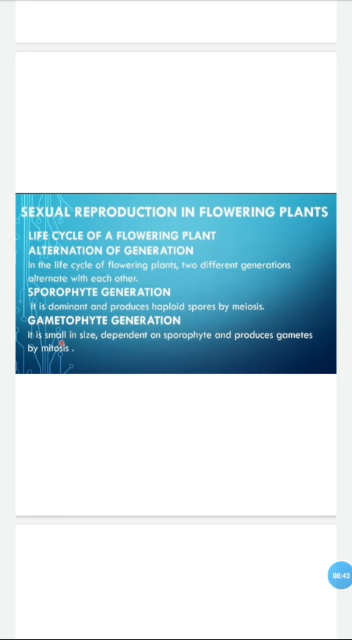 SEXUAL REPRODUCTION IN FLOWERING PLANTS
LIFE CYCLE OF A FLOWERING PLANT
ALTERNATION OF GENERATION
In the life cycle of flowering plants, two different generations
alternate with each other.
SPOROPHYTE GENERATION
It is dominant and produces haploid spores by meiosis.
GAMETOPHYTE GENERATION
It is small in size, dependent on sporophyte and produces gametes
by mitosis .
00:43